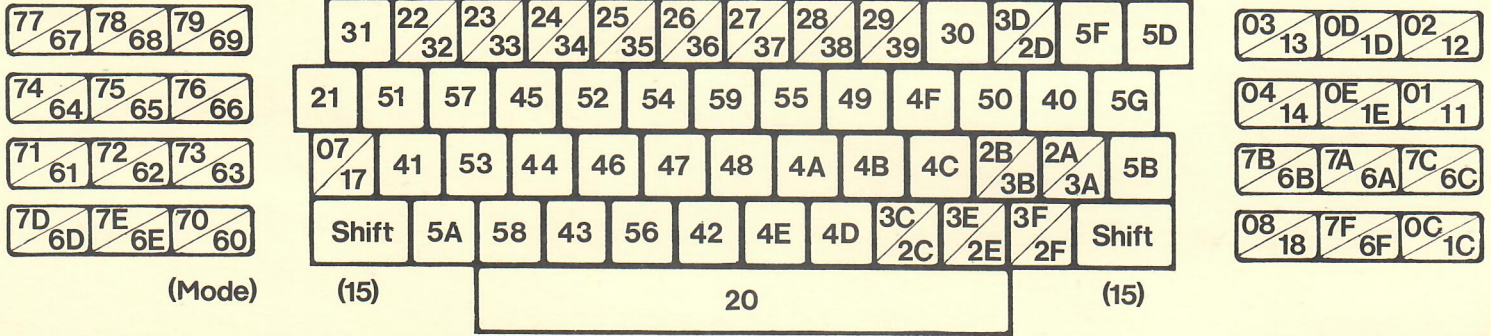 77 67 78 68 79 69 31 22 32 23 33 24 34 25 35 26 36 27 37 28 38 29 39 30 3D 2D 5F 5D 03 13 0D 1D 02 12
74 64 75 65 76 66 21 51 57 45 52 54 59 55 49 4F 50 40 5G 04 14 0E 1E 01 11
71 61 72 62 73 63 07 17 41 53 44 46 47 48 4A 4B 4C 2B 3B 2A 3A 5B 7B 6B 7A 6A 7C 6C
7D 6D 7E 6E 70 60 Shift 5A 58 43 56 42 4E 4D 3C 2C 3E 2E 3F 2F Shift 08 18 7F 6F 0C 1C
(Mode) (15) 20 (15)